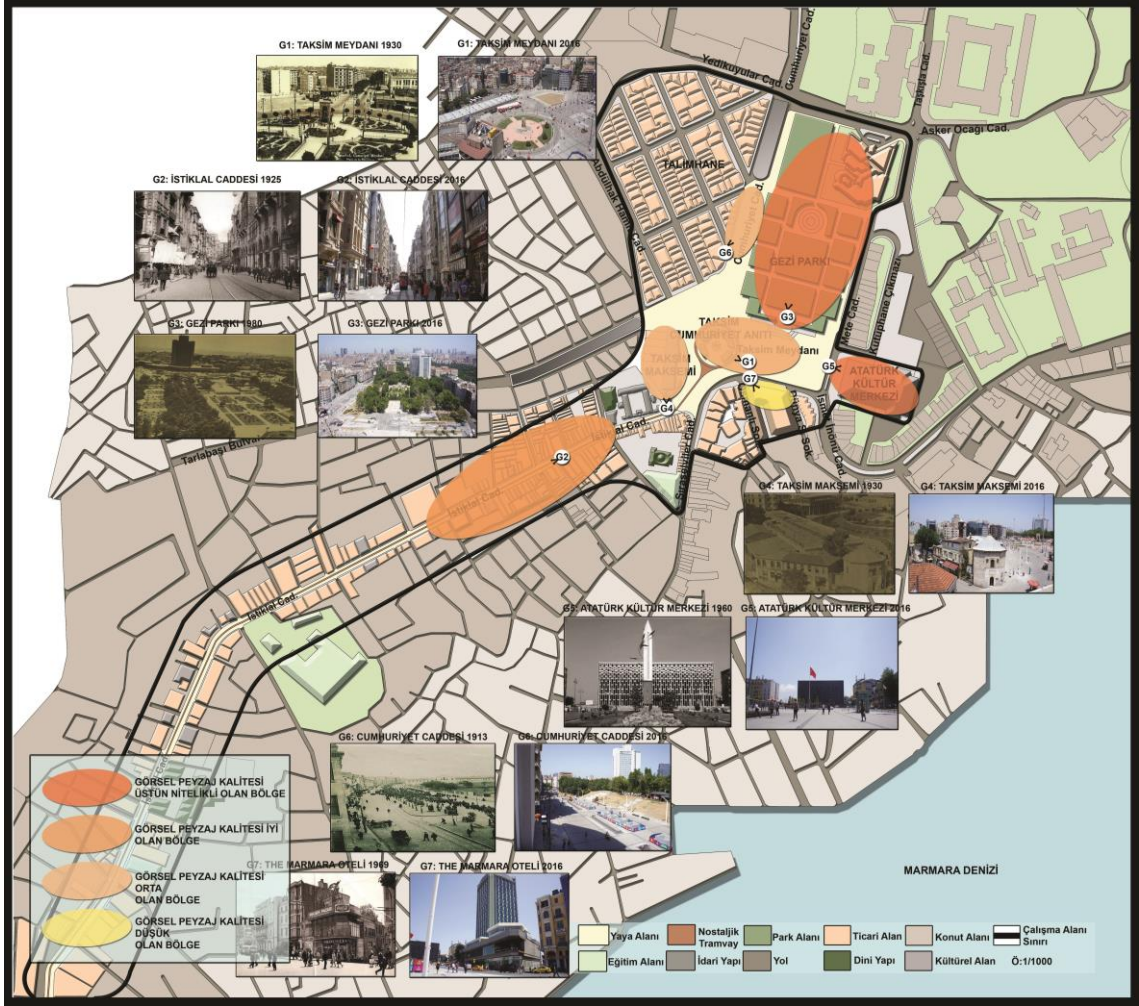 G1: TAKSİM MEYDANI 1930
G1: TAKSİM MEYDANI 2016
Yedikuyular Cad.
Cumhuriyet Cad.
Taşkışla Cad.
Asker Ocağı Cad.
TALİMHANE
Abdülhak Hamit Cad.
G2: İSTİKLAL CADDESİ 1925
G2: İSTİKLAL CADDESİ 2016
Cumhuriyet Cad.
G6
GEZİ PARKI
G3
Mete Cad.
Kütüphane Çıkmazı
G3: GEZİ PARKI 1980
G3: GEZİ PARKI 2016
TAKSİM
CUMHURİYET ANITI
Taksim Meydanı
TAKSİM
MAKSEMİ
G1
G7
G5
ATATÜRK
KÜLTÜR
MERKEZİ
G4
İnönü Cad.
Sıraselviler Cad.
Tarlabaşı Bulvarı
İstiklal Cad.
G2
İstiklal Cad.
G4: TAKSİM MAKSEMİ 1930
G4: TAKSİM MAKSEMİ 2016
İstiklal Cad.
G5: ATATÜRK KÜLTÜR MERKEZİ 1960
G5: ATATÜRK KÜLTÜR MERKEZİ 2016
G6: CUMHURİYET CADDESİ 1913
G6: CUMHURİYET CADDESİ 2016
GÖRSEL PEYZAJ KALİTESİ
ÜSTÜN NİTELİKLİ OLAN BÖLGE
GÖRSEL PEYZAJ KALİTESİ İYİ
OLAN BÖLGE
GÖRSEL PEYZAJ KALİTESİ
ORTA
OLAN BÖLGE
GÖRSEL PEYZAJ KALİTESİ
DÜŞÜK
OLAN BÖLGE
G7: THE MARMARA OTELİ 1969
G7: THE MARMARA OTELİ 2016
MARMARA DENİZİ
Yaya Alanı
Nostaljik
Tramvay
Park Alanı
Ticari Alan
Konut Alanı
Çalışma Alanı
Sınırı
Eğitim Alanı
İdari Yapı
Yol
Dini Yapı
Kültürel Alan
Ö:1/1000